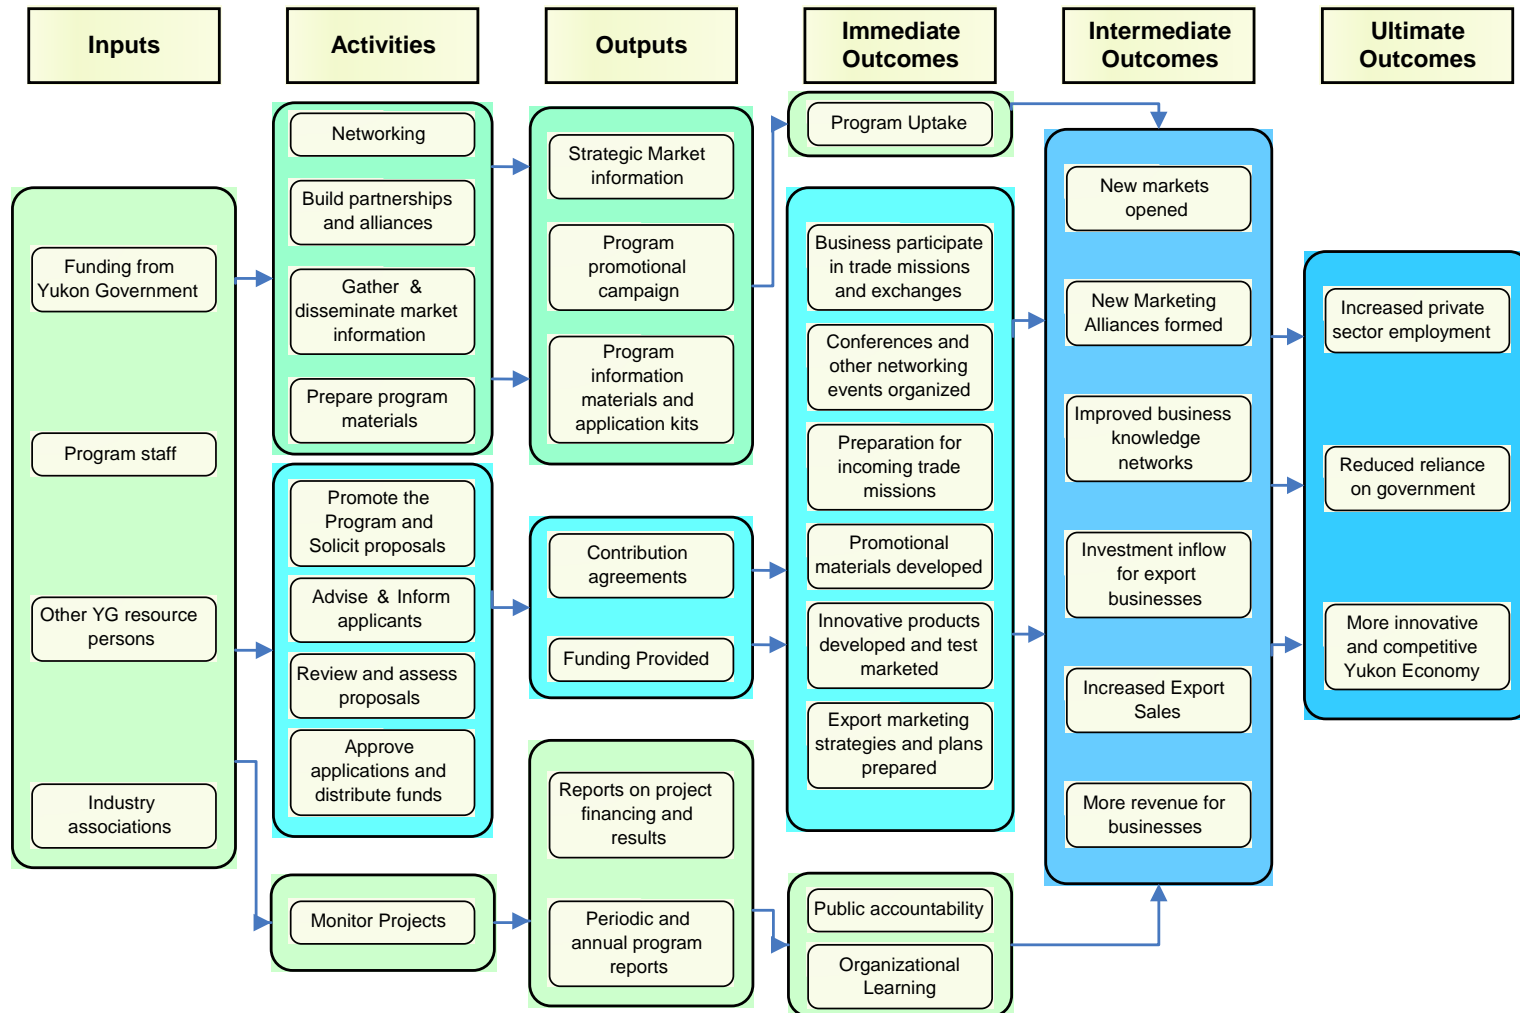 Inputs
Activities
Outputs
Immediate
Outcomes
Intermediate
Outcomes
Ultimate
Outcomes
Funding from
Yukon Government
Program staff
Other YG resource
persons
Industry
associations
Networking
Build partnerships
and alliances
Gather & 
disseminate market
information
Prepare program
materials
Promote the
Program and
Solicit proposals
Advise & Inform
applicants
Review and assess
proposals
Approve
applications and
distribute funds
Monitor Projects
Strategic Market
information
Program
promotional
campaign
Program
information
materials and
application kits
Contribution
agreements
Funding Provided
Reports on project
financing and
results
Periodic and
annual program
reports
Program Uptake
Business participate
in trade missions
and exchanges
Conferences and
other networking
events organized
Preparation for
incoming trade
missions
Promotional
materials developed
Innovative products
developed and test
marketed
Export marketing
strategies and plans
prepared
Public accountability
Organizational
Learning
New markets
opened
New Marketing
Alliances formed
Improved business
knowledge
networks
Investment inflow
for export
businesses
Increased Export
Sales
More revenue for
businesses
Increased private
sector employment
Reduced reliance
on government
More innovative
and competitive
Yukon Economy